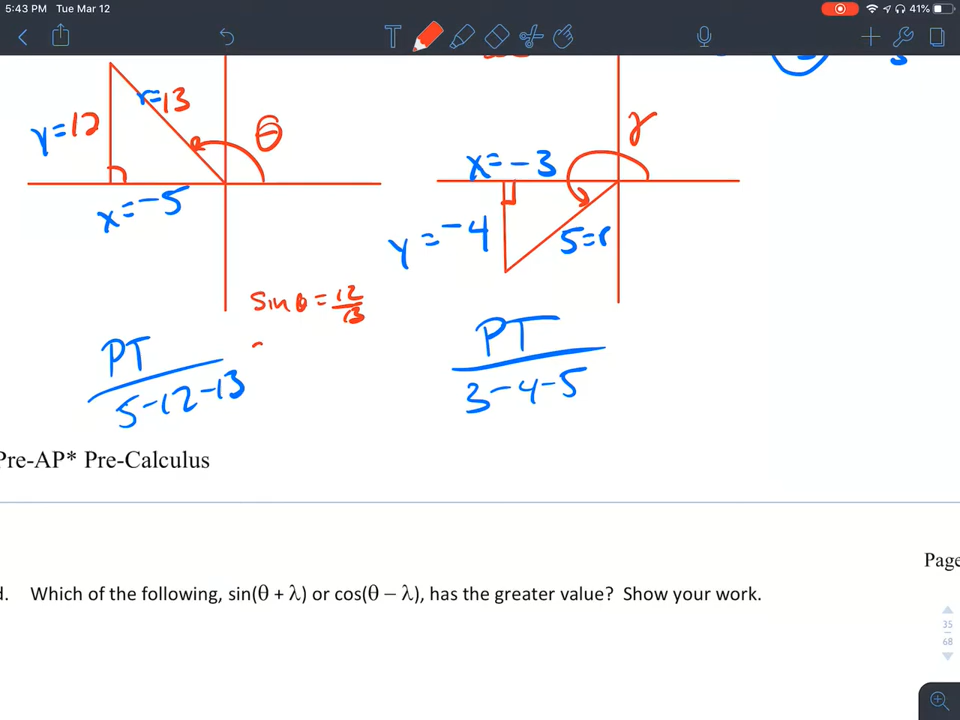 5:43 PM Tue Mar 12
41%
T
y = 12
r=13
θ
x = -5
γ
x = -3
y = -4
5=r
sin θ = 12/13
PT
5-12-13
PT
3-4-5
Pre-AP* Pre-Calculus
Page
d. Which of the following, sin(θ + λ) or cos(θ − λ), has the greater value? Show your work.
35
68